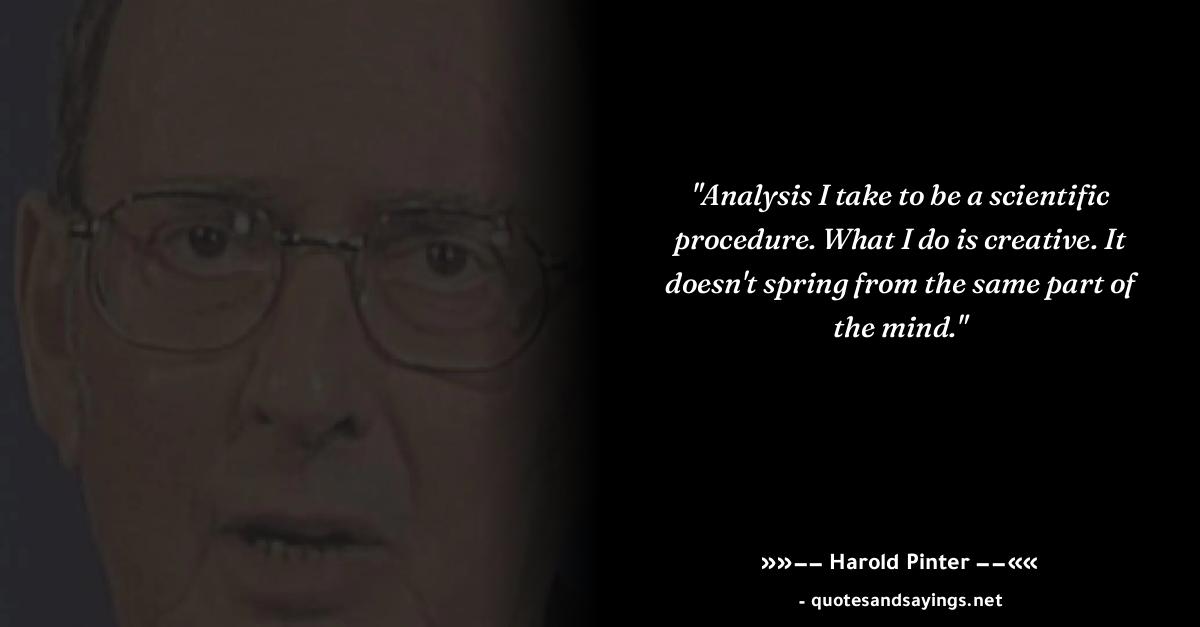 "Analysis I take to be a scientific
procedure. What I do is creative. It
doesn't spring from the same part of
the mind."
»»–– Harold Pinter ––««
- quotesandsayings.net